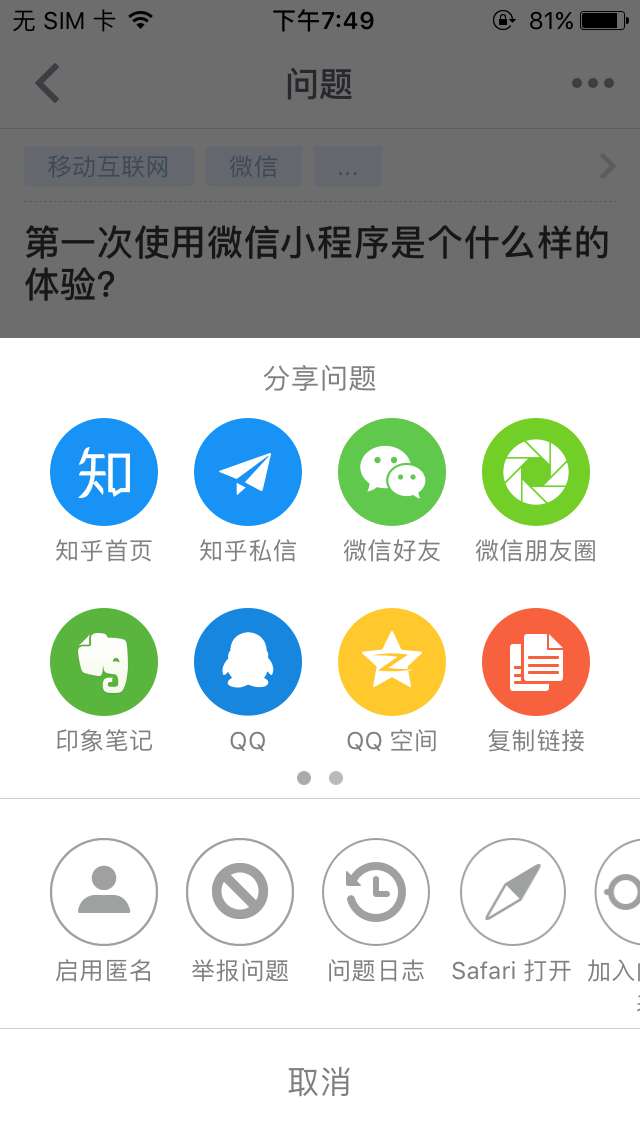 无 SIM 卡 下午7:49 81%
问题
移动互联网 微信 ...
第一次使用微信小程序是个什么样的
体验?
分享问题
知
知乎首页 知乎私信 微信好友 微信朋友圈
印象笔记 QQ QQ 空间 复制链接
启用匿名 举报问题 问题日志 Safari 打开 加入
取消